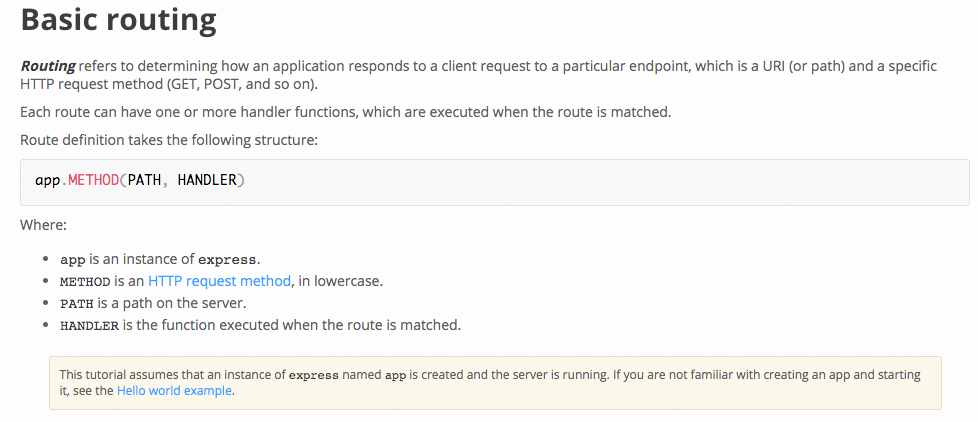 Basic routing
Routing refers to determining how an application responds to a client request to a particular endpoint, which is a URI (or path) and a specific
HTTP request method (GET, POST, and so on).
Each route can have one or more handler functions, which are executed when the route is matched.
Route definition takes the following structure:
app.METHOD(PATH, HANDLER)
Where:
• app is an instance of express.
• METHOD is an HTTP request method, in lowercase.
• PATH is a path on the server.
• HANDLER is the function executed when the route is matched.
This tutorial assumes that an instance of express named app is created and the server is running. If you are not familiar with creating an app and starting
it, see the Hello world example.